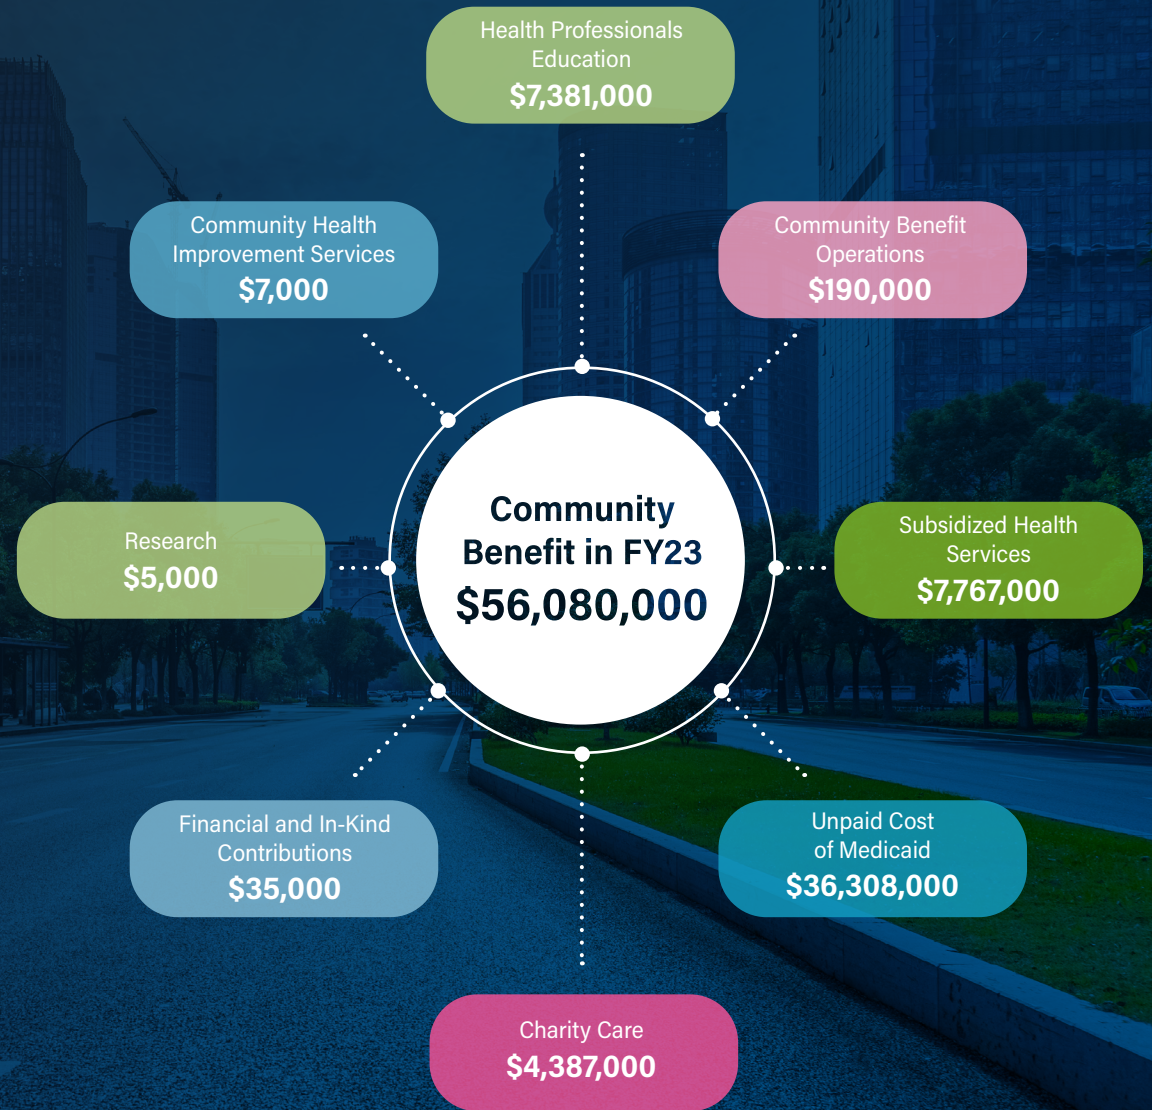 Health Professionals
Education
$7,381,000
Community Health
Improvement Services
$7,000
Community Benefit
Operations
$190,000
Community
Benefit in FY23
$56,080,000
Research
$5,000
Subsidized Health
Services
$7,767,000
Financial and In-Kind
Contributions
$35,000
Unpaid Cost
of Medicaid
$36,308,000
Charity Care
$4,387,000